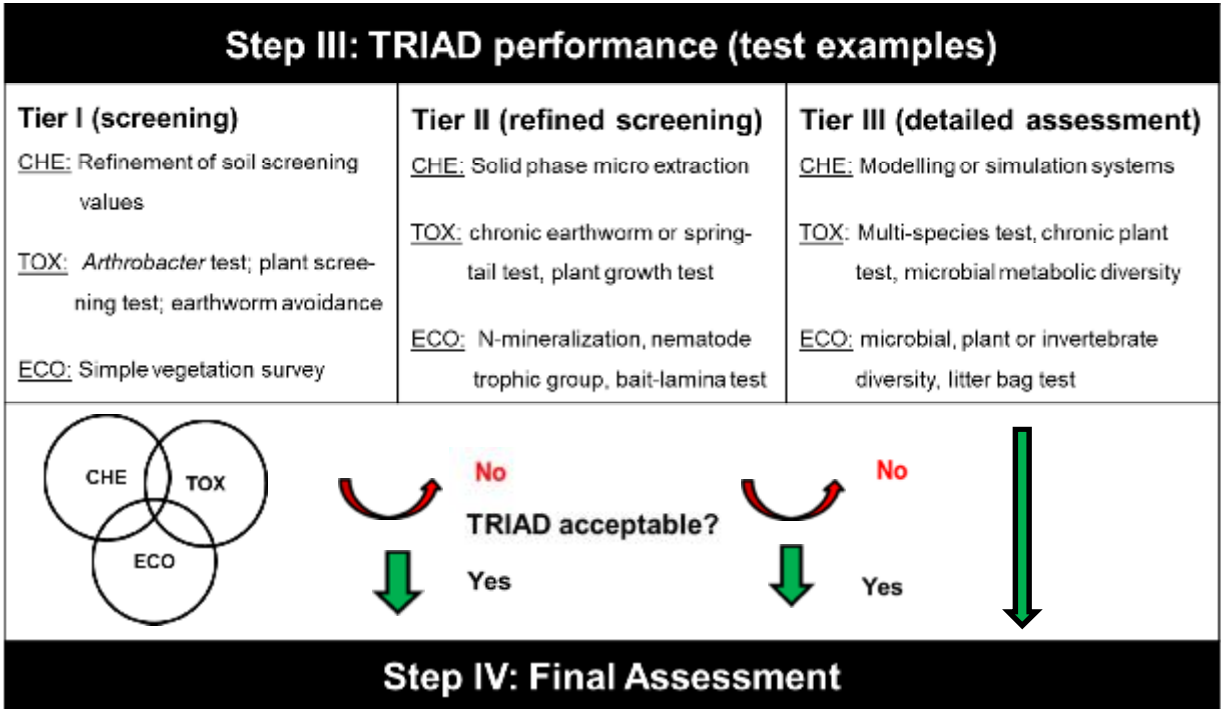 Step III: TRIAD performance (test examples)
Tier I (screening)
CHE: Refinement of soil screening
values
TOX: Arthrobacter test; plant scree-
ning test; earthworm avoidance
ECO: Simple vegetation survey
Tier II (refined screening)
CHE: Solid phase micro extraction
TOX: chronic earthworm or spring-
tail test, plant growth test
ECO: N-mineralization, nematode
trophic group, bait-lamina test
Tier III (detailed assessment)
CHE: Modelling or simulation systems
TOX: Multi-species test, chronic plant
test, microbial metabolic diversity
ECO: microbial, plant or invertebrate
diversity, litter bag test
CHE
TOX
ECO
No
TRIAD acceptable?
Yes
No
Yes
Step IV: Final Assessment